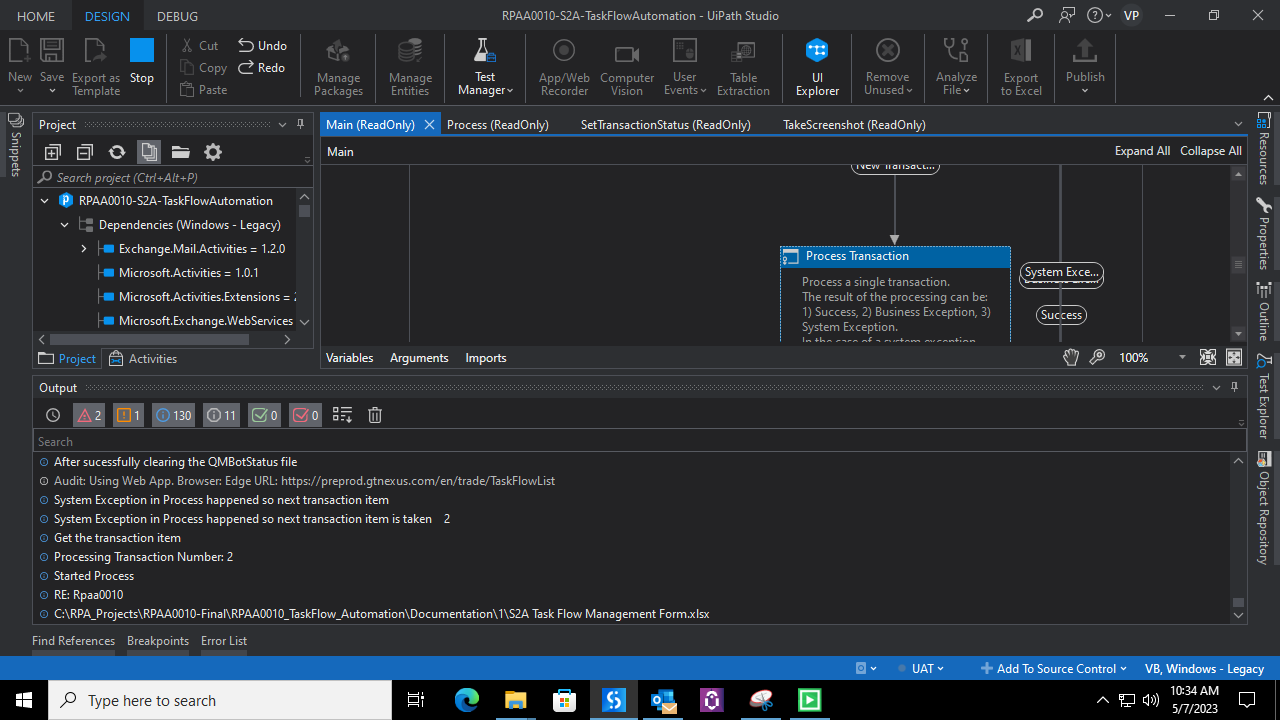 HOME DESIGN DEBUG RPAA0010-S2A-TaskFlowAutomation - UiPath Studio VP
New Save Export as Template Stop Cut Copy Paste Undo Redo Manage Packages Manage Entities Test Manager App/Web Recorder Computer Vision User Events Table Extraction UI Explorer Remove Unused Analyze File Export to Excel Publish
Snippets
Project
Search project (Ctrl+Alt+P)
RPAA0010-S2A-TaskFlowAutomation
Dependencies (Windows - Legacy)
Exchange.Mail.Activities = 1.2.0
Microsoft.Activities = 1.0.1
Microsoft.Activities.Extensions =
Microsoft.Exchange.WebServices
Project Activities
Main (ReadOnly) Process (ReadOnly) SetTransactionStatus (ReadOnly) TakeScreenshot (ReadOnly)
Main Expand All Collapse All
New Transact...
Process Transaction
Process a single transaction.
The result of the processing can be:
1) Success, 2) Business Exception, 3)
System Exception.
In the case of a system exception
System Exce...
Success
Variables Arguments Imports 100%
Resources
Properties
Outline
Test Explorer
Object Repository
Output
2 1 130 11 0 0
Search
After sucessfully clearing the QMBotStatus file
Audit: Using Web App. Browser: Edge URL: https://preprod.gtnexus.com/en/trade/TaskFlowList
System Exception in Process happened so next transaction item
System Exception in Process happened so next transaction item is taken 2
Get the transaction item
Processing Transaction Number: 2
Started Process
RE: Rpaa0010
C:\RPA_Projects\RPAA0010-Final\RPAA0010_TaskFlow_Automation\Documentation\1\S2A Task Flow Management Form.xlsx
Find References Breakpoints Error List
UAT Add To Source Control VB, Windows - Legacy
Type here to search
10:34 AM
5/7/2023